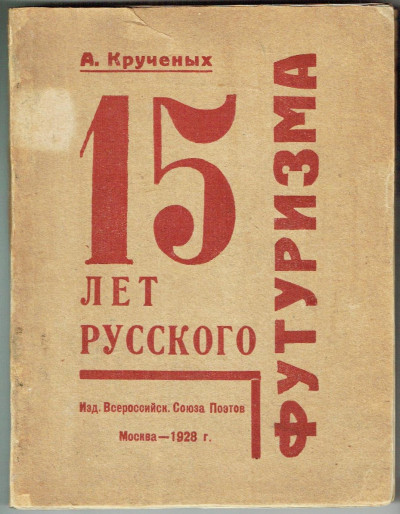 А. Крученых
15
ЛЕТ
РУССКОГО
ФУТУРИЗМА
Изд. Всероссийск. Союза Поэтов
Москва—1928 г.